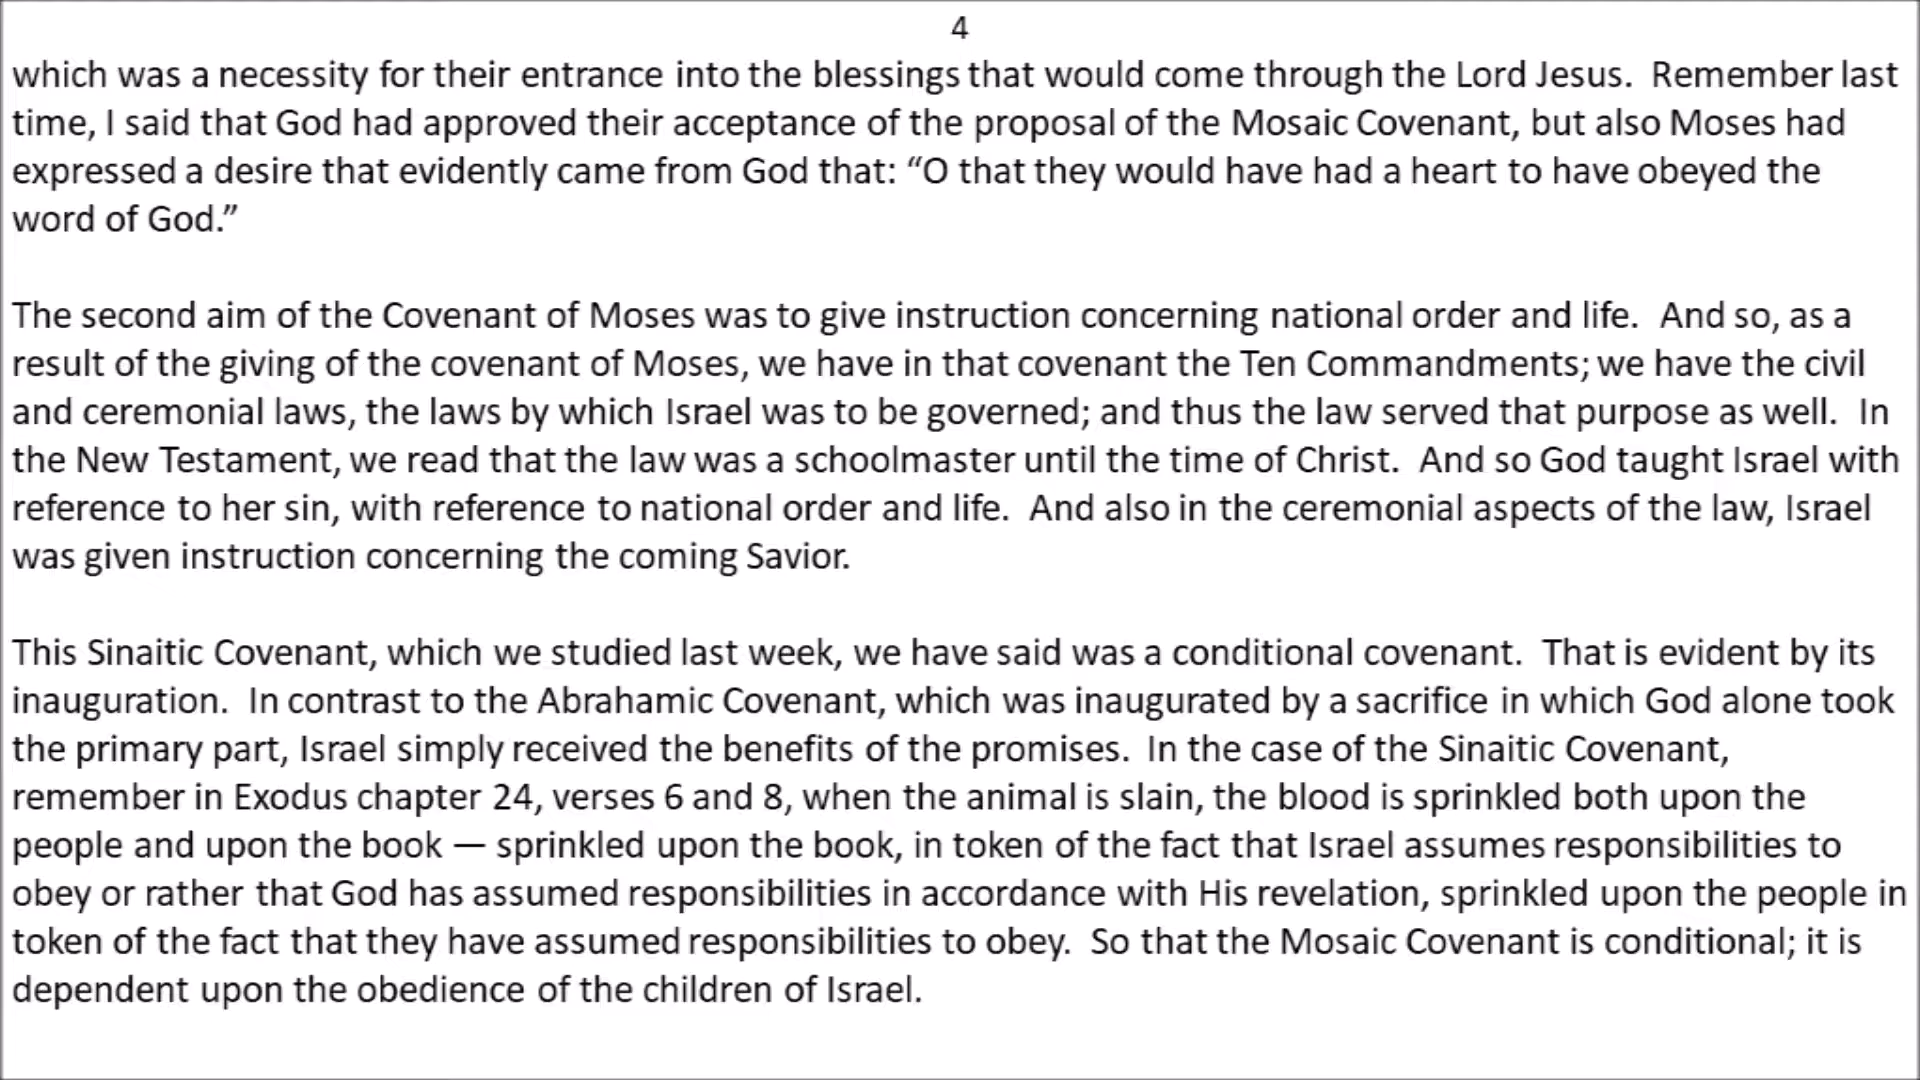 4
which was a necessity for their entrance into the blessings that would come through the Lord Jesus.  Remember last
time, I said that God had approved their acceptance of the proposal of the Mosaic Covenant, but also Moses had
expressed a desire that evidently came from God that: “O that they would have had a heart to have obeyed the
word of God.”
The second aim of the Covenant of Moses was to give instruction concerning national order and life.  And so, as a
result of the giving of the covenant of Moses, we have in that covenant the Ten Commandments; we have the civil
and ceremonial laws, the laws by which Israel was to be governed; and thus the law served that purpose as well.  In
the New Testament, we read that the law was a schoolmaster until the time of Christ.  And so God taught Israel with
reference to her sin, with reference to national order and life.  And also in the ceremonial aspects of the law, Israel
was given instruction concerning the coming Savior.
This Sinaitic Covenant, which we studied last week, we have said was a conditional covenant.  That is evident by its
inauguration.  In contrast to the Abrahamic Covenant, which was inaugurated by a sacrifice in which God alone took
the primary part, Israel simply received the benefits of the promises.  In the case of the Sinaitic Covenant,
remember in Exodus chapter 24, verses 6 and 8, when the animal is slain, the blood is sprinkled both upon the
people and upon the book — sprinkled upon the book, in token of the fact that Israel assumes responsibilities to
obey or rather that God has assumed responsibilities in accordance with His revelation, sprinkled upon the people in
token of the fact that they have assumed responsibilities to obey.  So that the Mosaic Covenant is conditional; it is
dependent upon the obedience of the children of Israel.